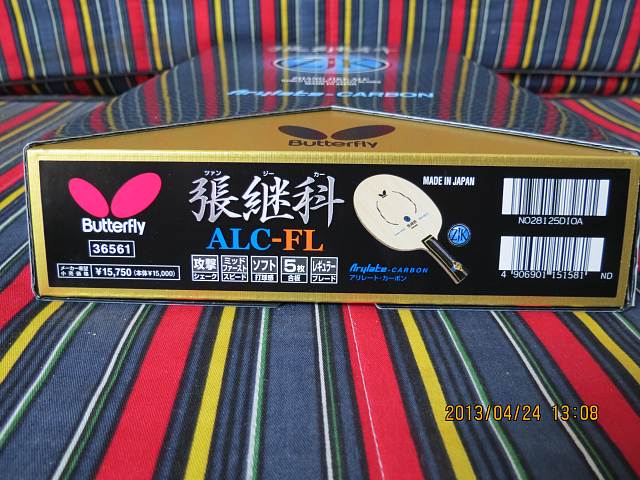 Arylate-CARBON
Butterfly
Butterfly
36561
メーカー希望
小売価格
¥15,750 (本体¥15,000)
ツァン ジー カー
張継科
ALC-FL
攻撃
シェーク
ミッド
ファースト
スピード
ソフト
打球感
5枚
合板
レギュラー
ブレード
MADE IN JAPAN
ZJK
Arylate-CARBON
アリレート・カーボン
NO28125D10A
4 906901 151581 ND
2013/04/24 13:08